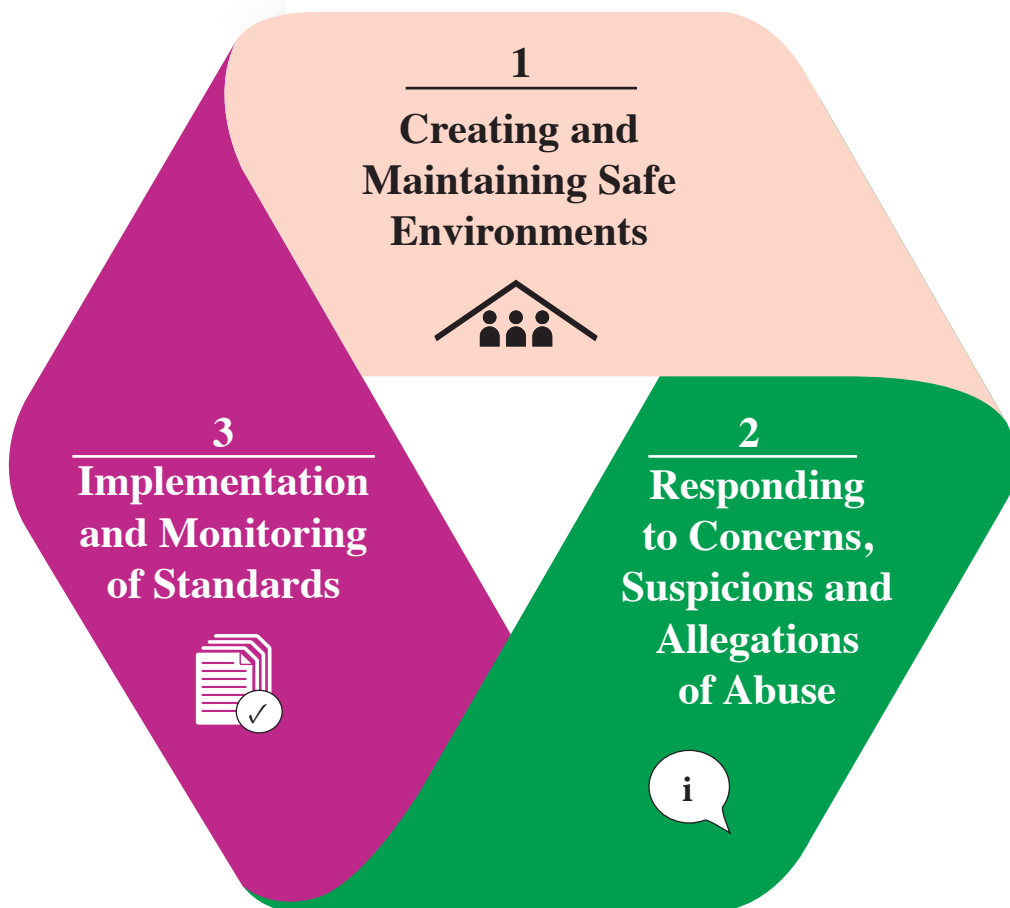 1
Creating and
Maintaining Safe
Environments
2
Responding
to Concerns,
Suspicions and
Allegations
of Abuse
i
3
Implementation
and Monitoring
of Standards